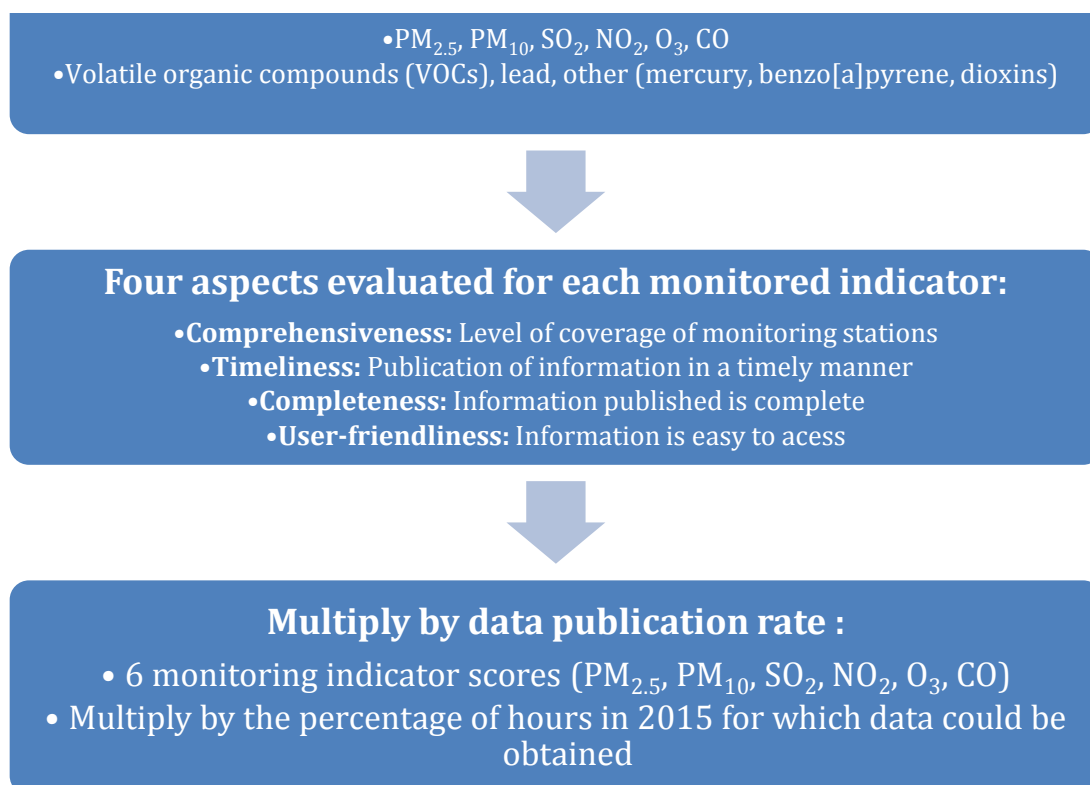 •PM₂.₅, PM₁₀, SO₂, NO₂, O₃, CO
•Volatile organic compounds (VOCs), lead, other (mercury, benzo[a]pyrene, dioxins)
Four aspects evaluated for each monitored indicator:
•Comprehensiveness: Level of coverage of monitoring stations
•Timeliness: Publication of information in a timely manner
•Completeness: Information published is complete
•User-friendliness: Information is easy to acess
Multiply by data publication rate :
• 6 monitoring indicator scores (PM₂.₅, PM₁₀, SO₂, NO₂, O₃, CO)
• Multiply by the percentage of hours in 2015 for which data could be
obtained